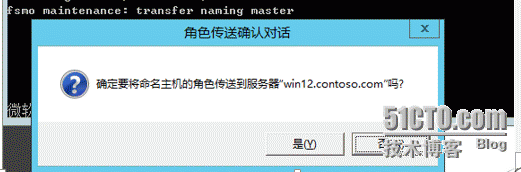 fsmo maintenance: transfer naming master
角色传送确认对话
确定要将命名主机的角色传送到服务器“win12.contoso.com”吗?
是(Y)
微软
51CTO.com
技术博客 Blog